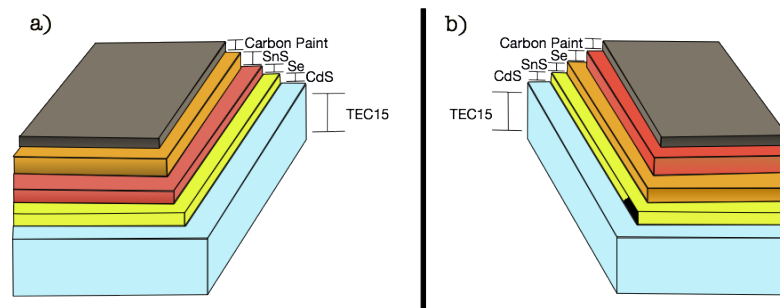 a)
Carbon Paint
SnS
Se
CdS
TEC15
b)
Carbon Paint
Se
SnS
CdS
TEC15